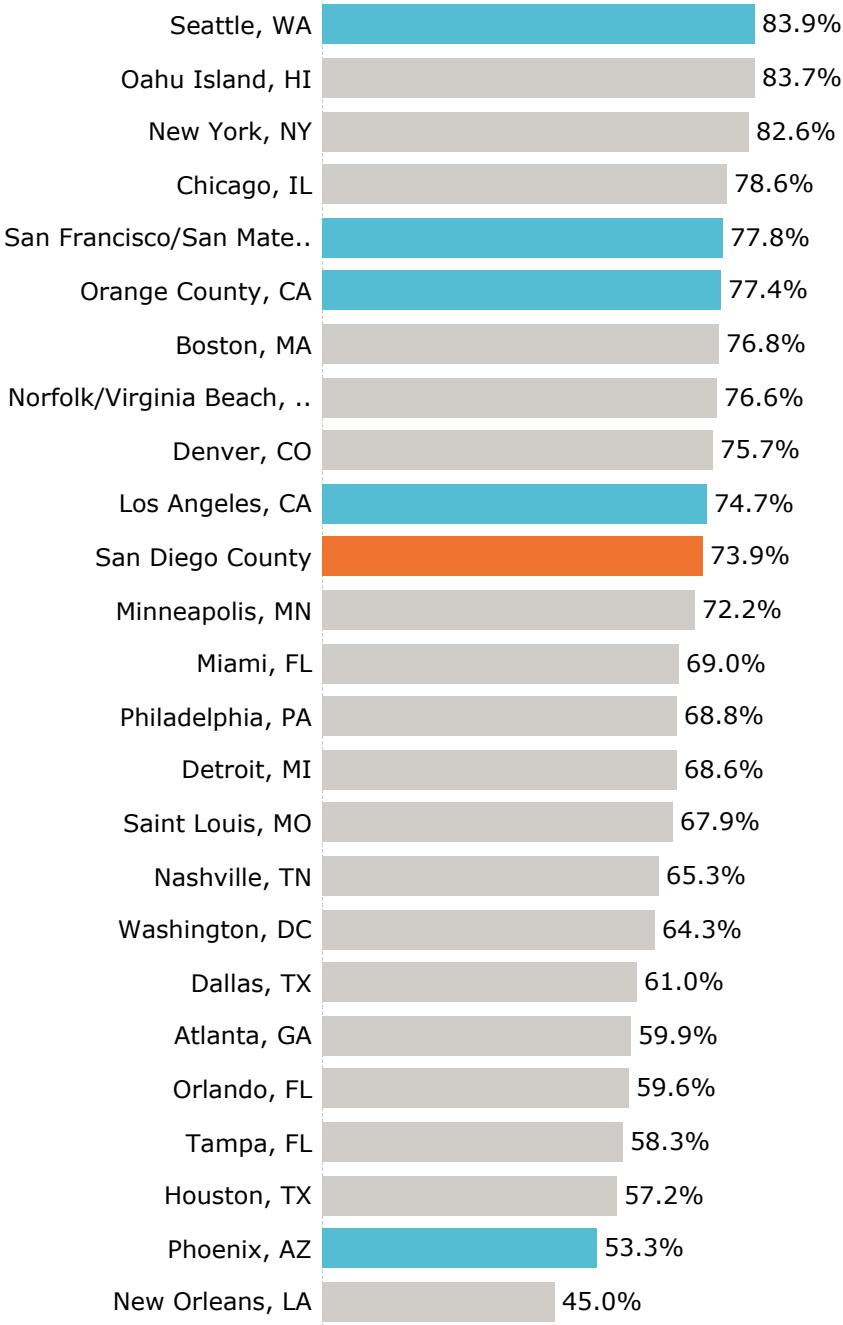 Seattle, WA 83.9%
Oahu Island, HI 83.7%
New York, NY 82.6%
Chicago, IL 78.6%
San Francisco/San Mate.. 77.8%
Orange County, CA 77.4%
Boston, MA 76.8%
Norfolk/Virginia Beach, .. 76.6%
Denver, CO 75.7%
Los Angeles, CA 74.7%
San Diego County 73.9%
Minneapolis, MN 72.2%
Miami, FL 69.0%
Philadelphia, PA 68.8%
Detroit, MI 68.6%
Saint Louis, MO 67.9%
Nashville, TN 65.3%
Washington, DC 64.3%
Dallas, TX 61.0%
Atlanta, GA 59.9%
Orlando, FL 59.6%
Tampa, FL 58.3%
Houston, TX 57.2%
Phoenix, AZ 53.3%
New Orleans, LA 45.0%